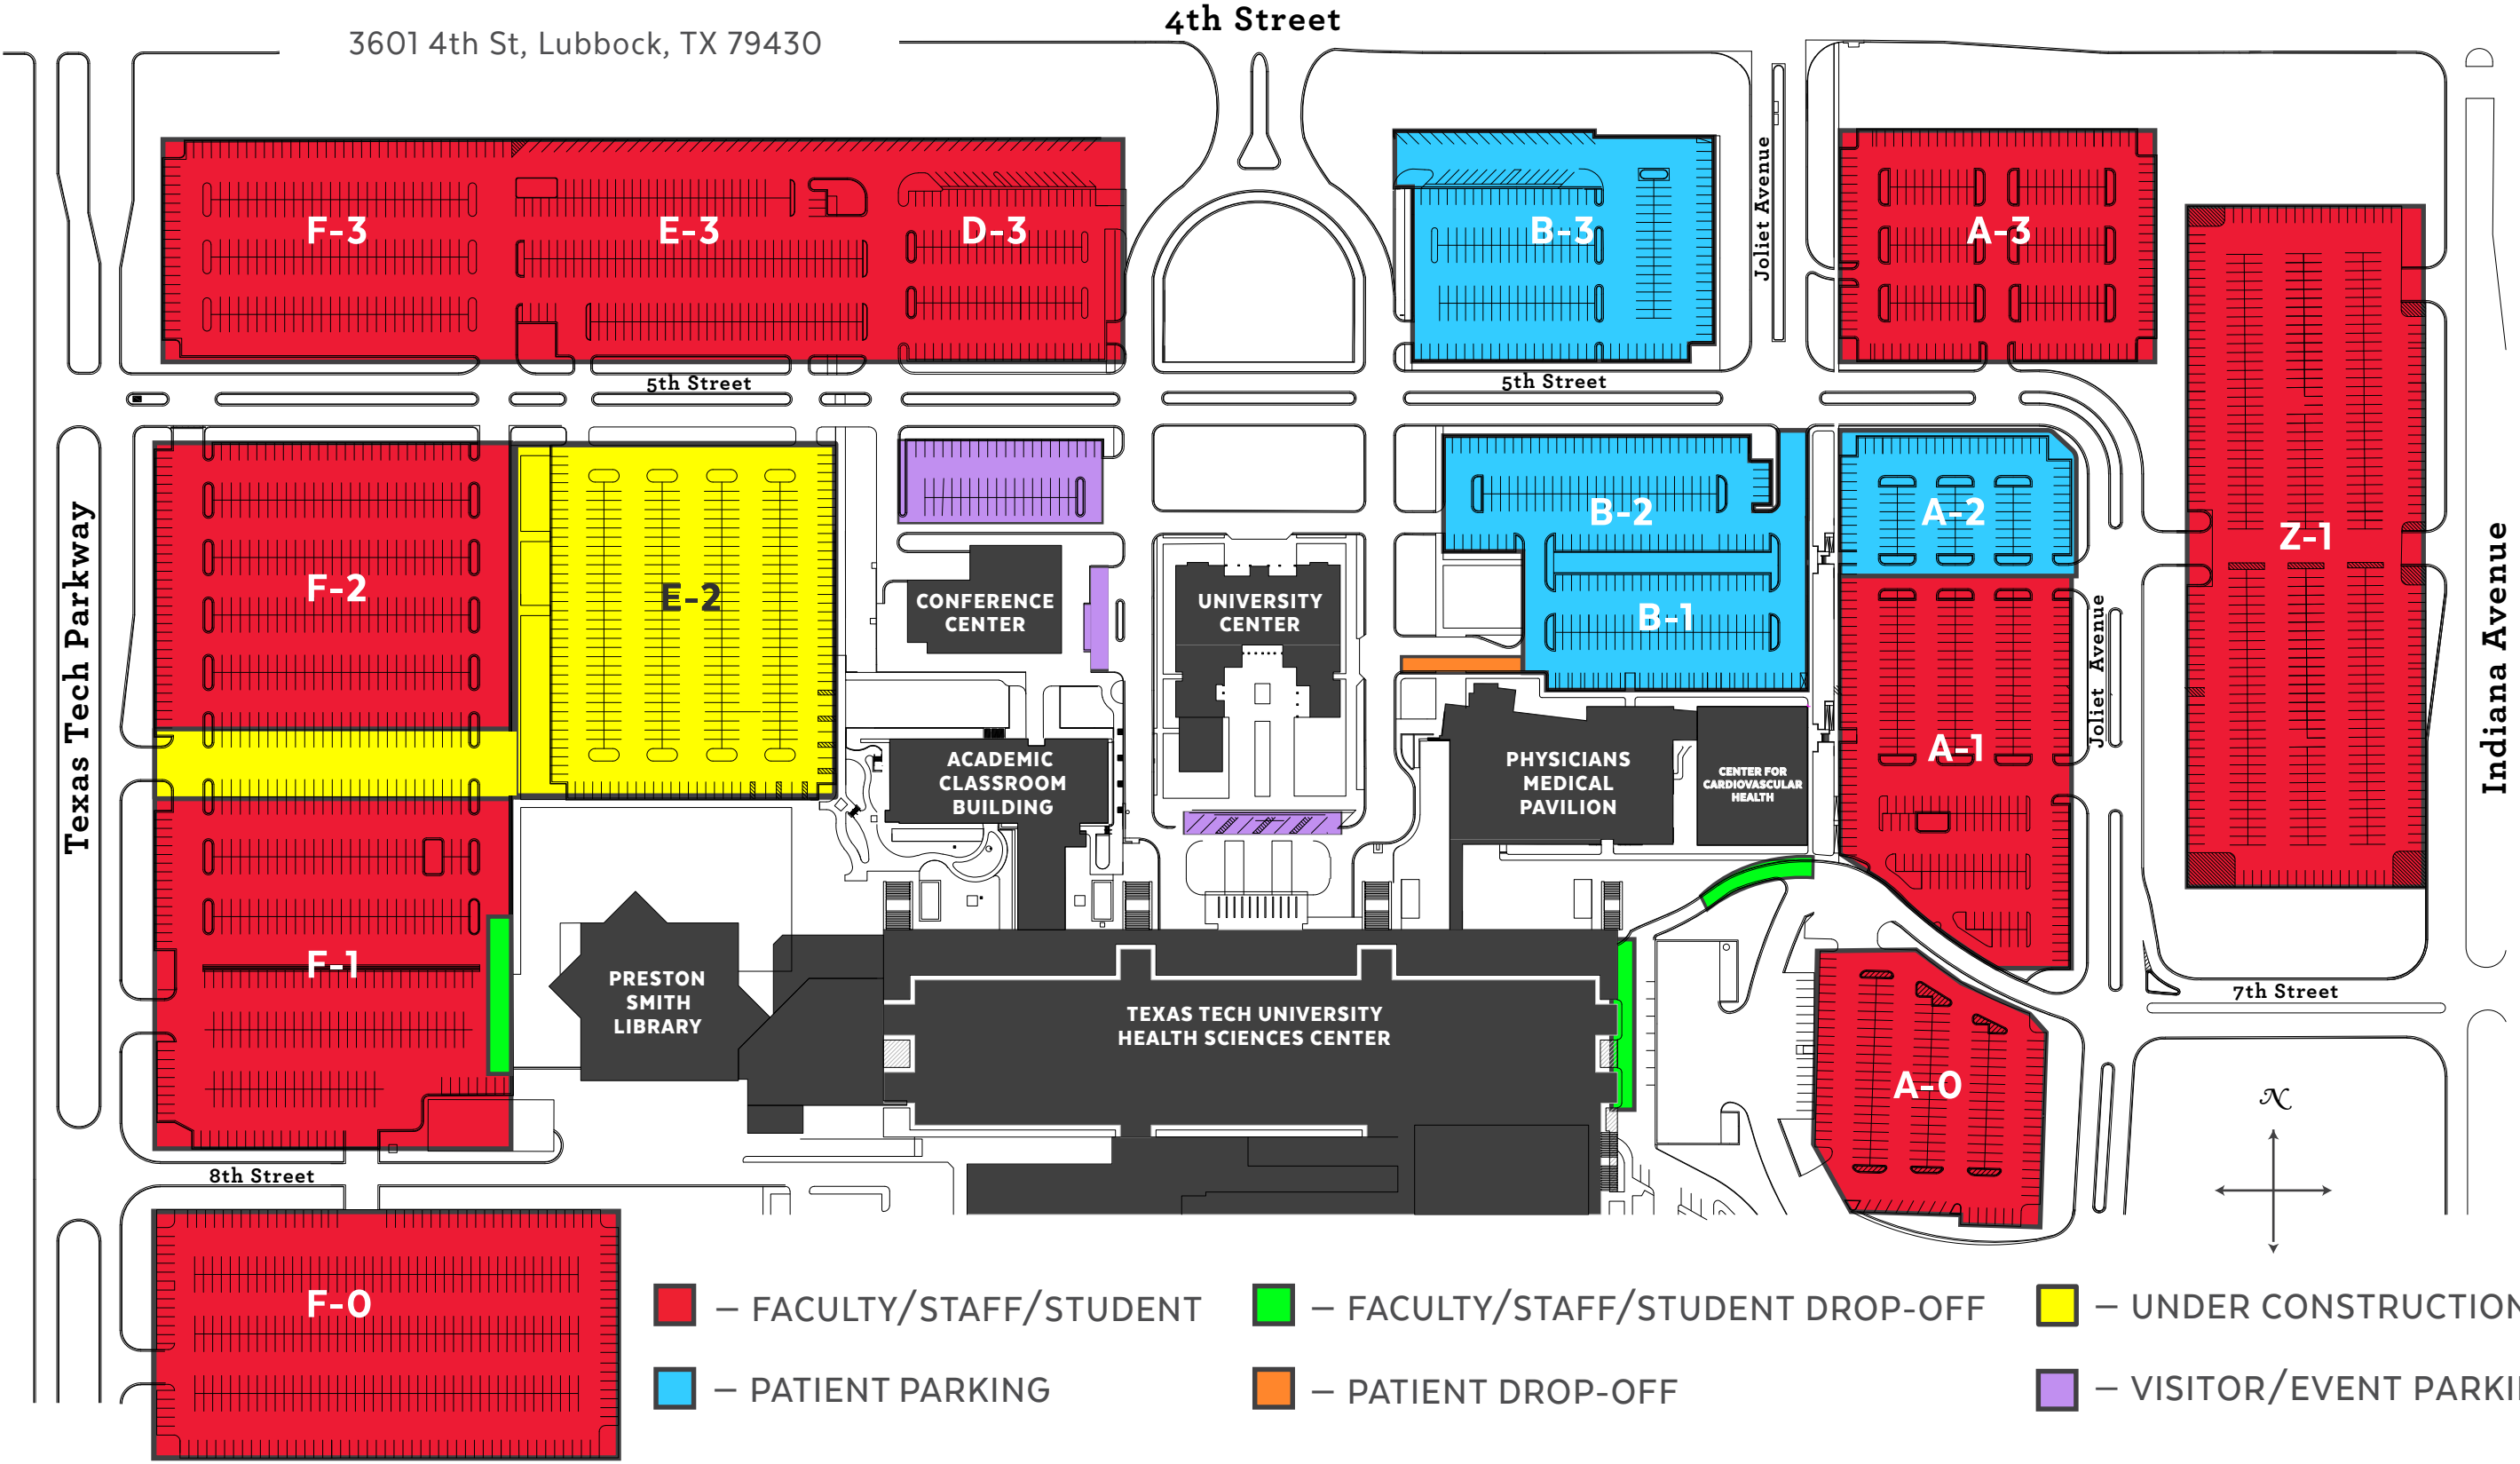 4th Street
3601 4th St, Lubbock, TX 79430
Joliet Avenue
F-3
E-3
D-3
B-3
A-3
5th Street
5th Street
Texas Tech Parkway
F-2
E-2
CONFERENCE
CENTER
UNIVERSITY
CENTER
B-2
B-1
A-2
Z-1
Indiana Avenue
Joliet Avenue
A-1
ACADEMIC
CLASSROOM
BUILDING
PHYSICIANS
MEDICAL
PAVILION
CENTER FOR
CARDIOVASCULAR
HEALTH
F-1
PRESTON
SMITH
LIBRARY
TEXAS TECH UNIVERSITY
HEALTH SCIENCES CENTER
7th Street
A-0
N
8th Street
F-0
– FACULTY/STAFF/STUDENT
– FACULTY/STAFF/STUDENT DROP-OFF
– UNDER CONSTRUCTION
– PATIENT PARKING
– PATIENT DROP-OFF
– VISITOR/EVENT PARKI